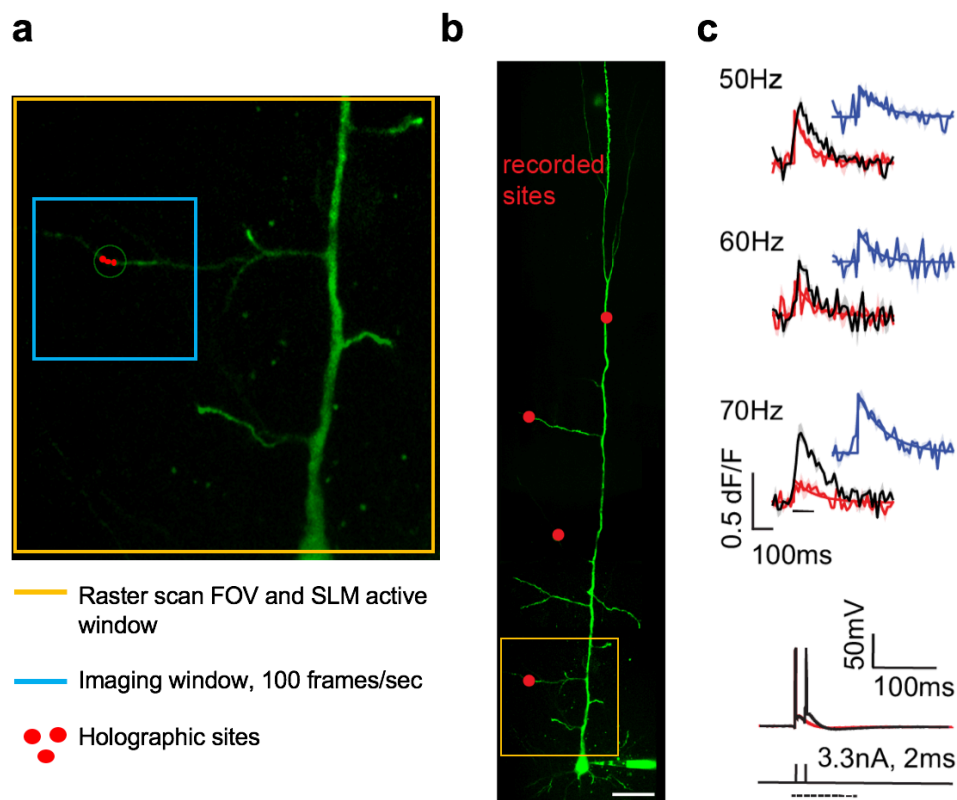 a
b
c
50Hz
60Hz
70Hz
0.5 dF/F
100ms
recorded
sites
50mV
100ms
3.3nA, 2ms
Raster scan FOV and SLM active
window
Imaging window, 100 frames/sec
Holographic sites